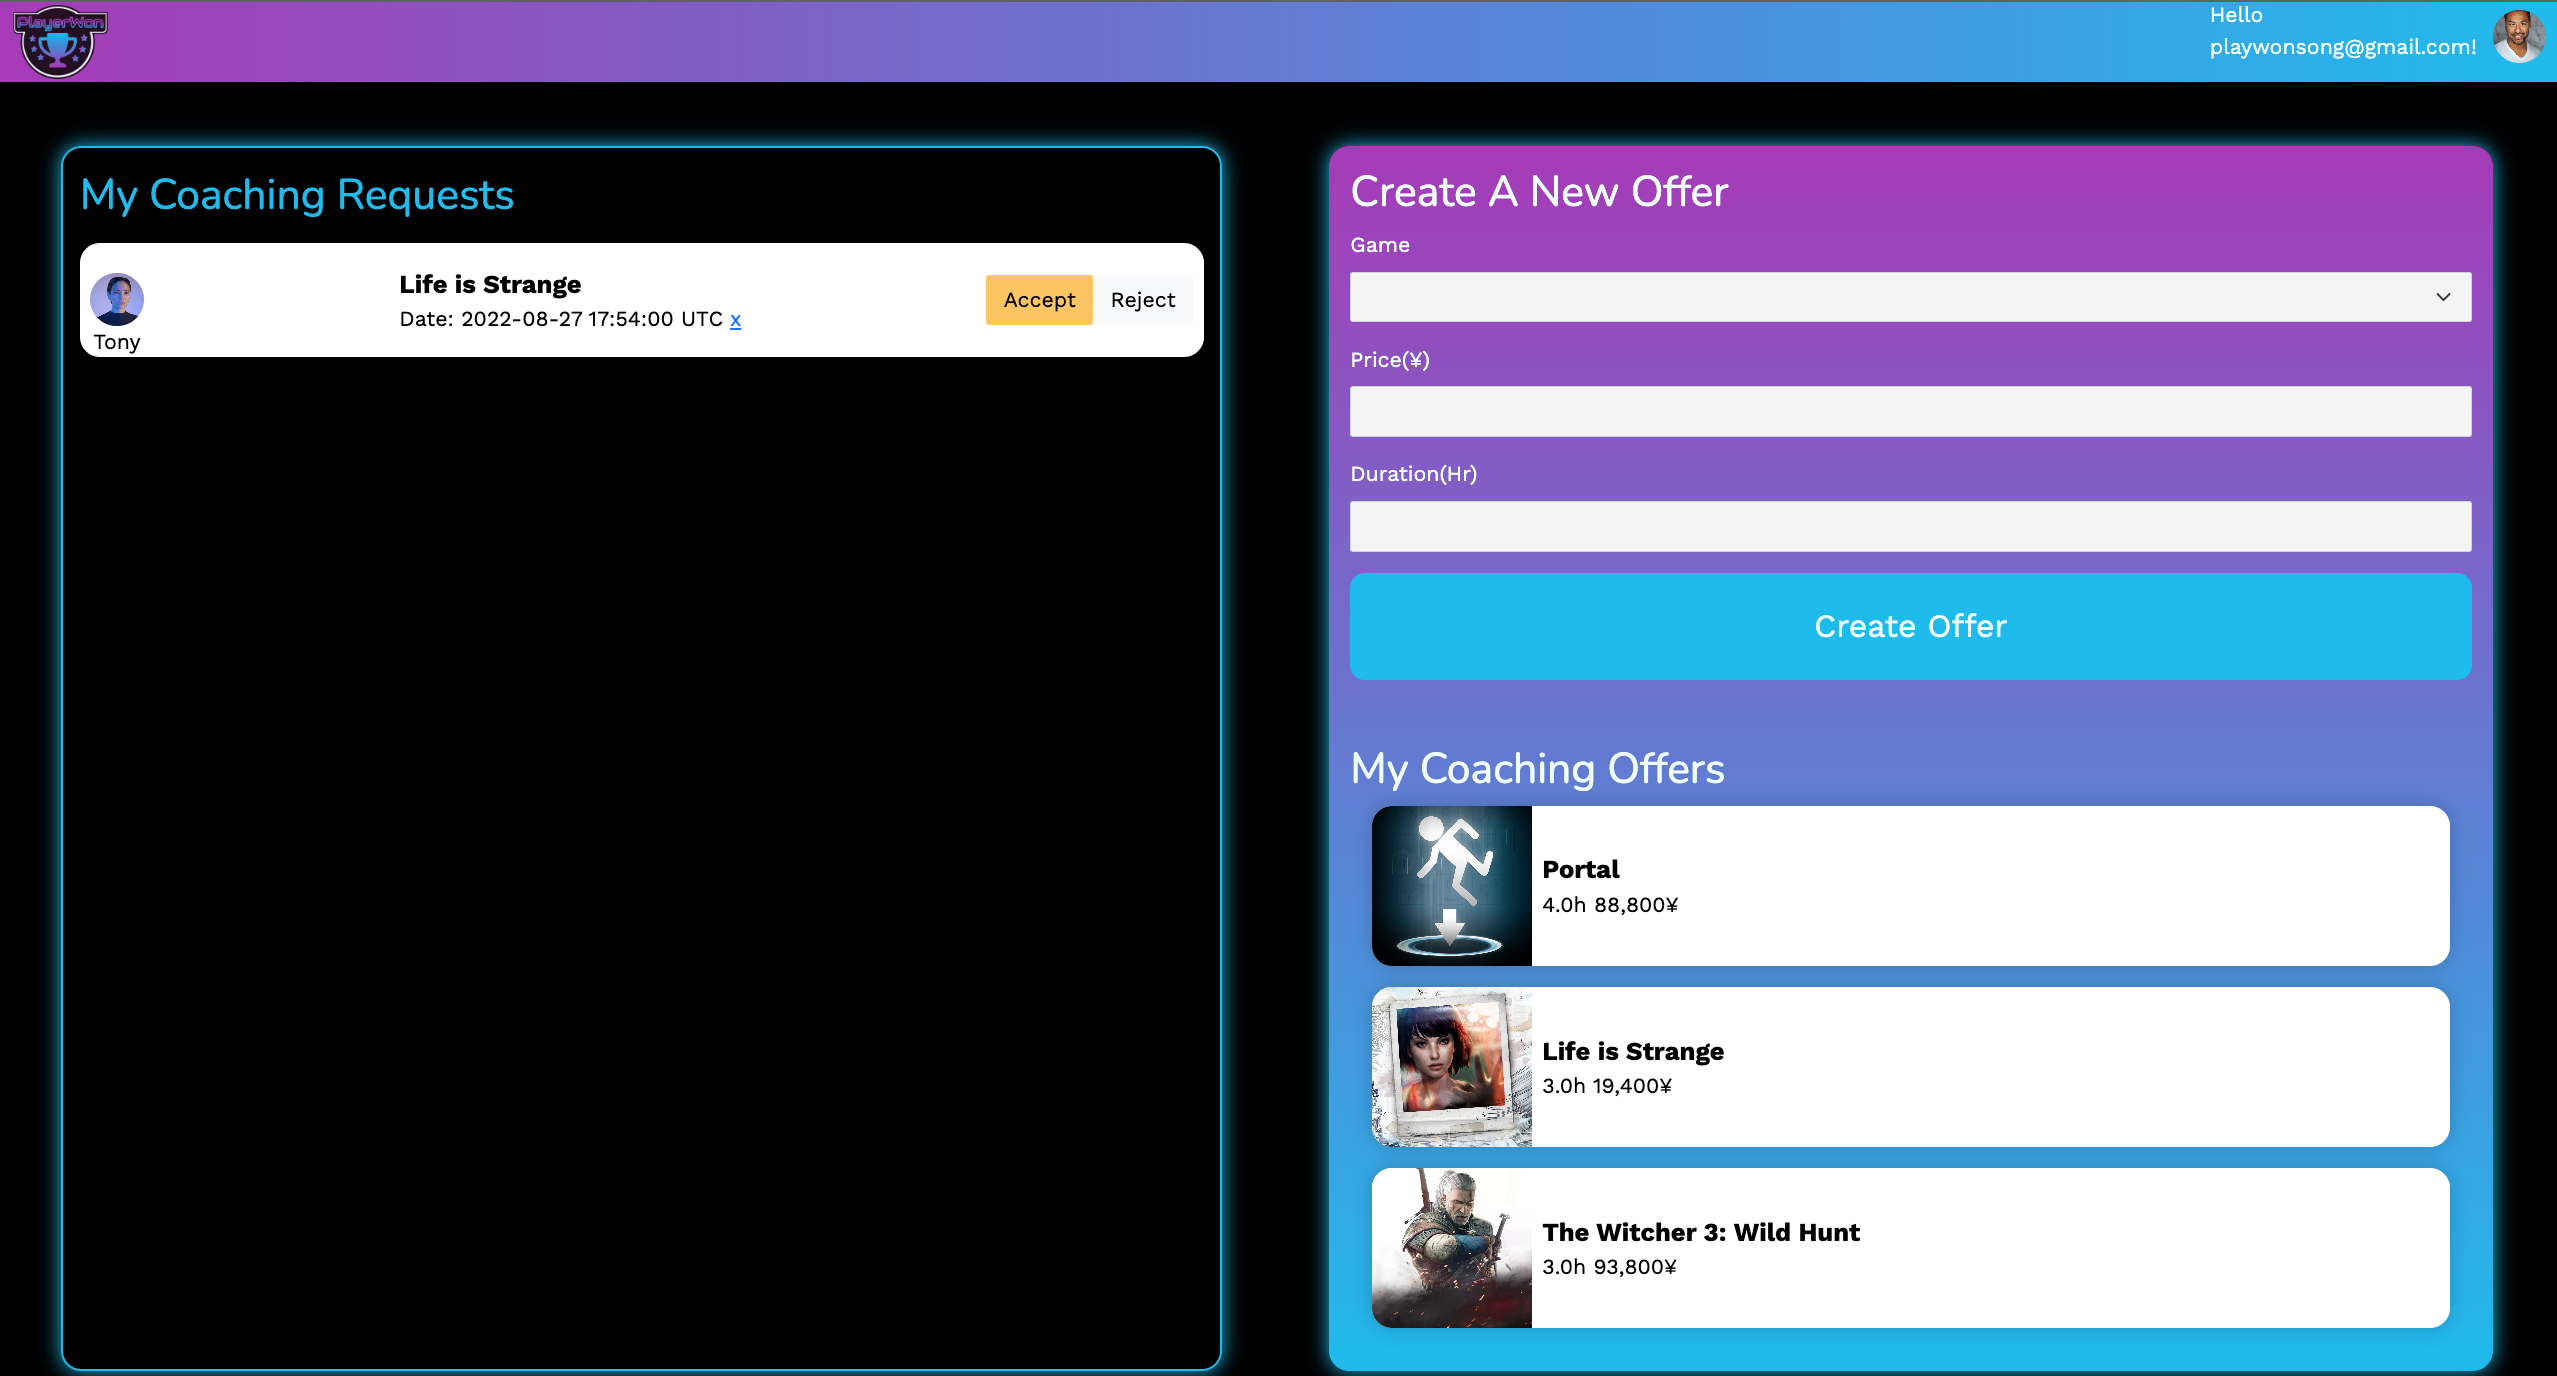 PlayerWon
Hello
playwonsong@gmail.com!
My Coaching Requests
Tony
Life is Strange
Date: 2022-08-27 17:54:00 UTC x
Accept
Reject
Create A New Offer
Game
Price(¥)
Duration(Hr)
Create Offer
My Coaching Offers
Portal
4.0h 88,800¥
Life is Strange
3.0h 19,400¥
The Witcher 3: Wild Hunt
3.0h 93,800¥